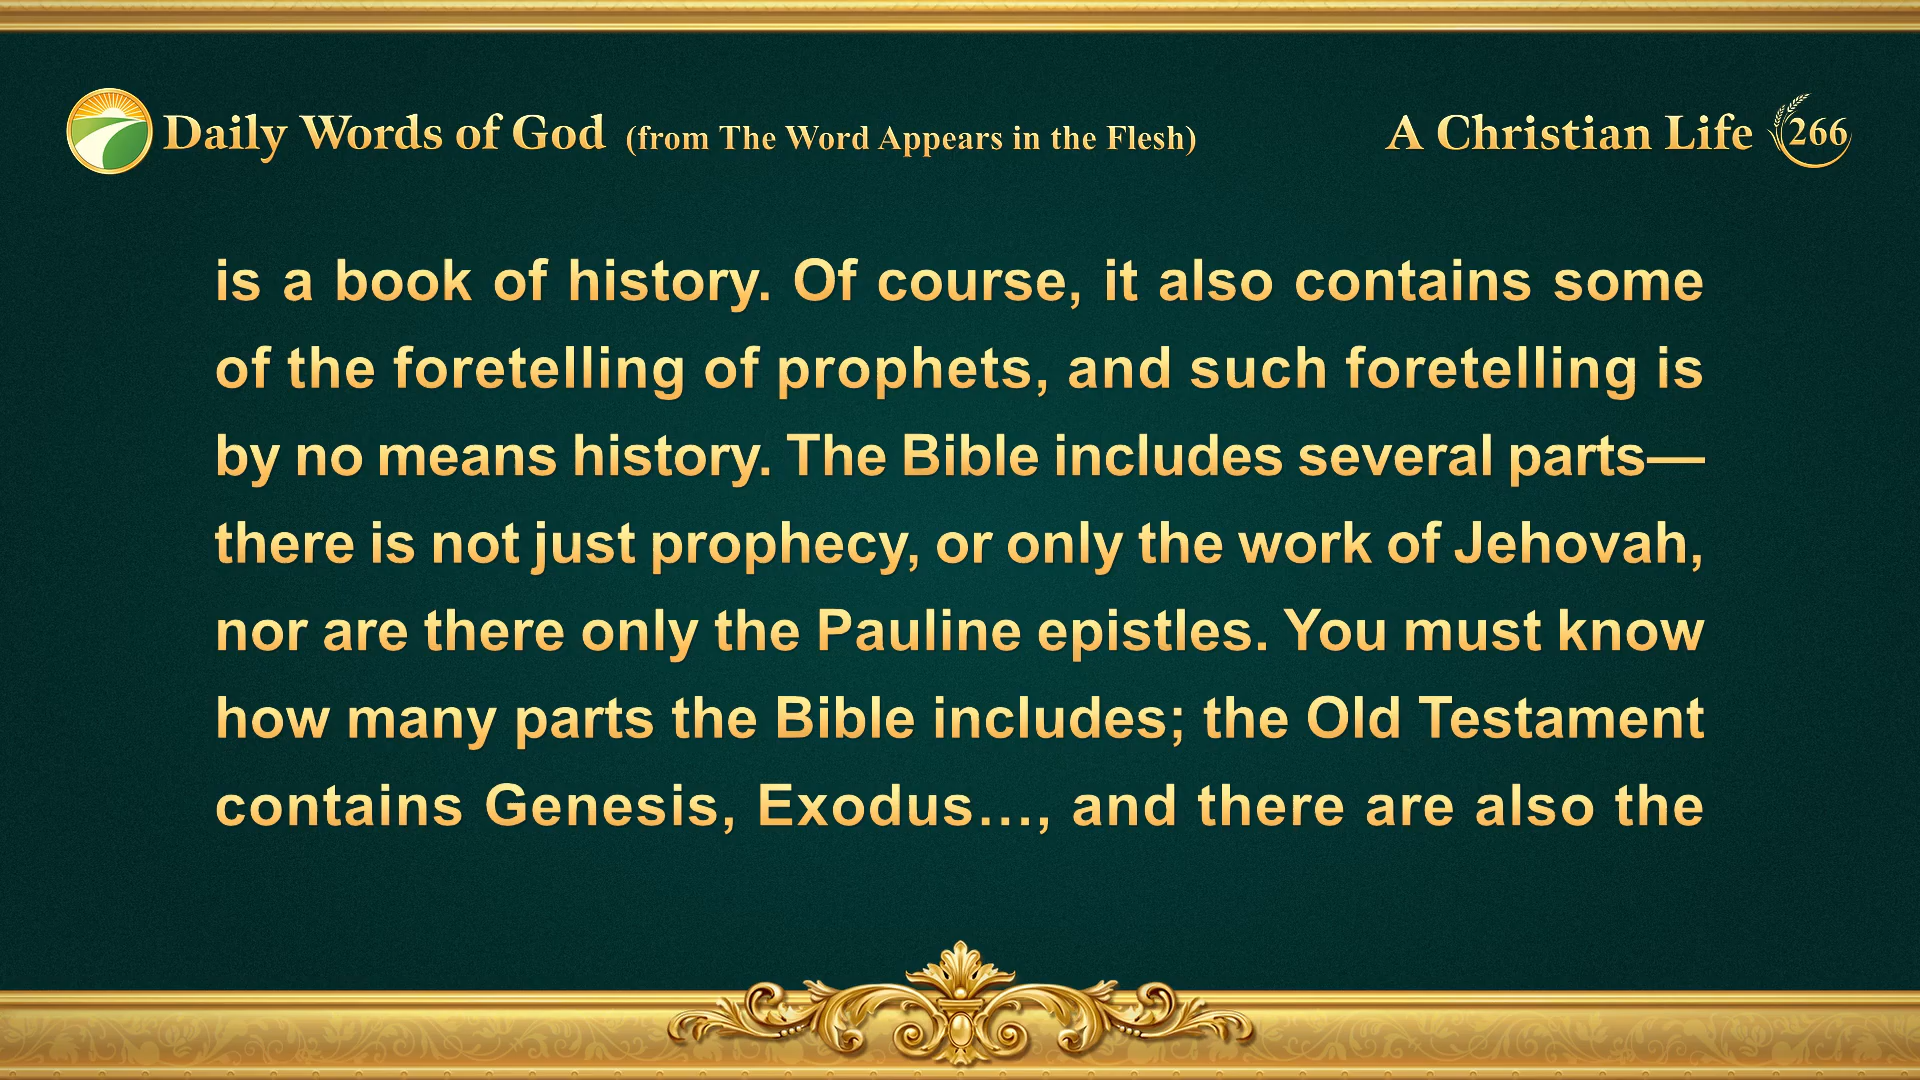 Daily Words of God (from The Word Appears in the Flesh)
A Christian Life 266
is a book of history. Of course, it also contains some
of the foretelling of prophets, and such foretelling is
by no means history. The Bible includes several parts—
there is not just prophecy, or only the work of Jehovah,
nor are there only the Pauline epistles. You must know
how many parts the Bible includes; the Old Testament
contains Genesis, Exodus…, and there are also the